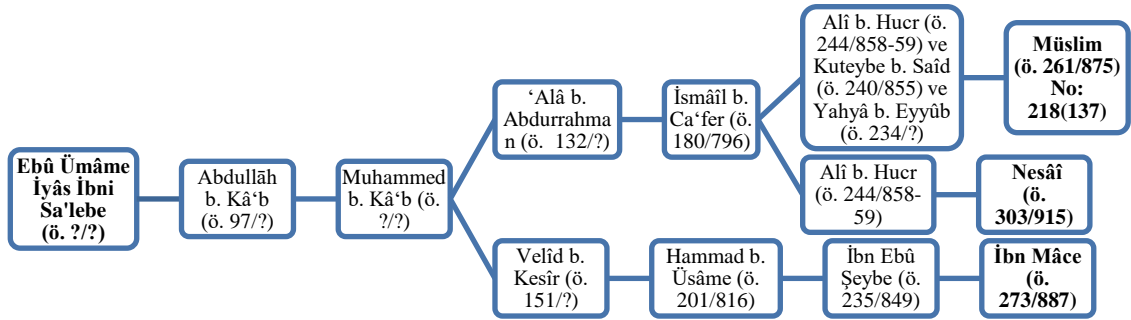 Ebû Ümâme
İyâs İbni
Sa'lebe
(ö. ?/?)
Abdullāh
b. Kâ‘b
(ö. 97/?)
Muhammed
b. Kâ‘b (ö.
?/?)
‘Alâ b.
Abdurrahma
n (ö.  132/?)
İsmâîl b.
Ca‘fer (ö.
180/796)
Alî b. Hucr (ö.
244/858-59) ve
Kuteybe b. Saîd
(ö. 240/855) ve
Yahyâ b. Eyyûb
(ö. 234/?)
Müslim
(ö. 261/875)
No:
218(137)
Alî b. Hucr
(ö. 244/858-
59)
Nesâî
(ö.
303/915)
Velîd b.
Kesîr (ö.
151/?)
Hammad b.
Üsâme (ö.
201/816)
İbn Ebû
Şeybe (ö.
235/849)
İbn Mâce
(ö.
273/887)